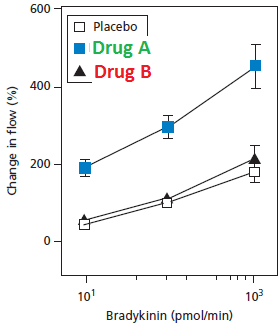 600
400
200
0
Change in flow (%)
Placebo
Drug A
Drug B
10¹
10³
Bradykinin (pmol/min)